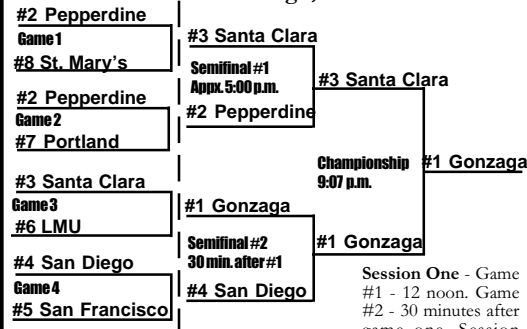 #2 Pepperdine
Game 1
#8 St. Mary's
#2 Pepperdine
Game 2
#7 Portland
#3 Santa Clara
Game 3
#6 LMU
#4 San Diego
Game 4
#5 San Francisco
#3 Santa Clara
Semifinal #1
Appx. 5:00 p.m.
#2 Pepperdine
#1 Gonzaga
Semifinal #2
30 min. after #1
#4 San Diego
#3 Santa Clara
Championship
9:07 p.m.
#1 Gonzaga
#1 Gonzaga
Session One - Game
#1 - 12 noon. Game
#2 - 30 minutes after
game one. Session